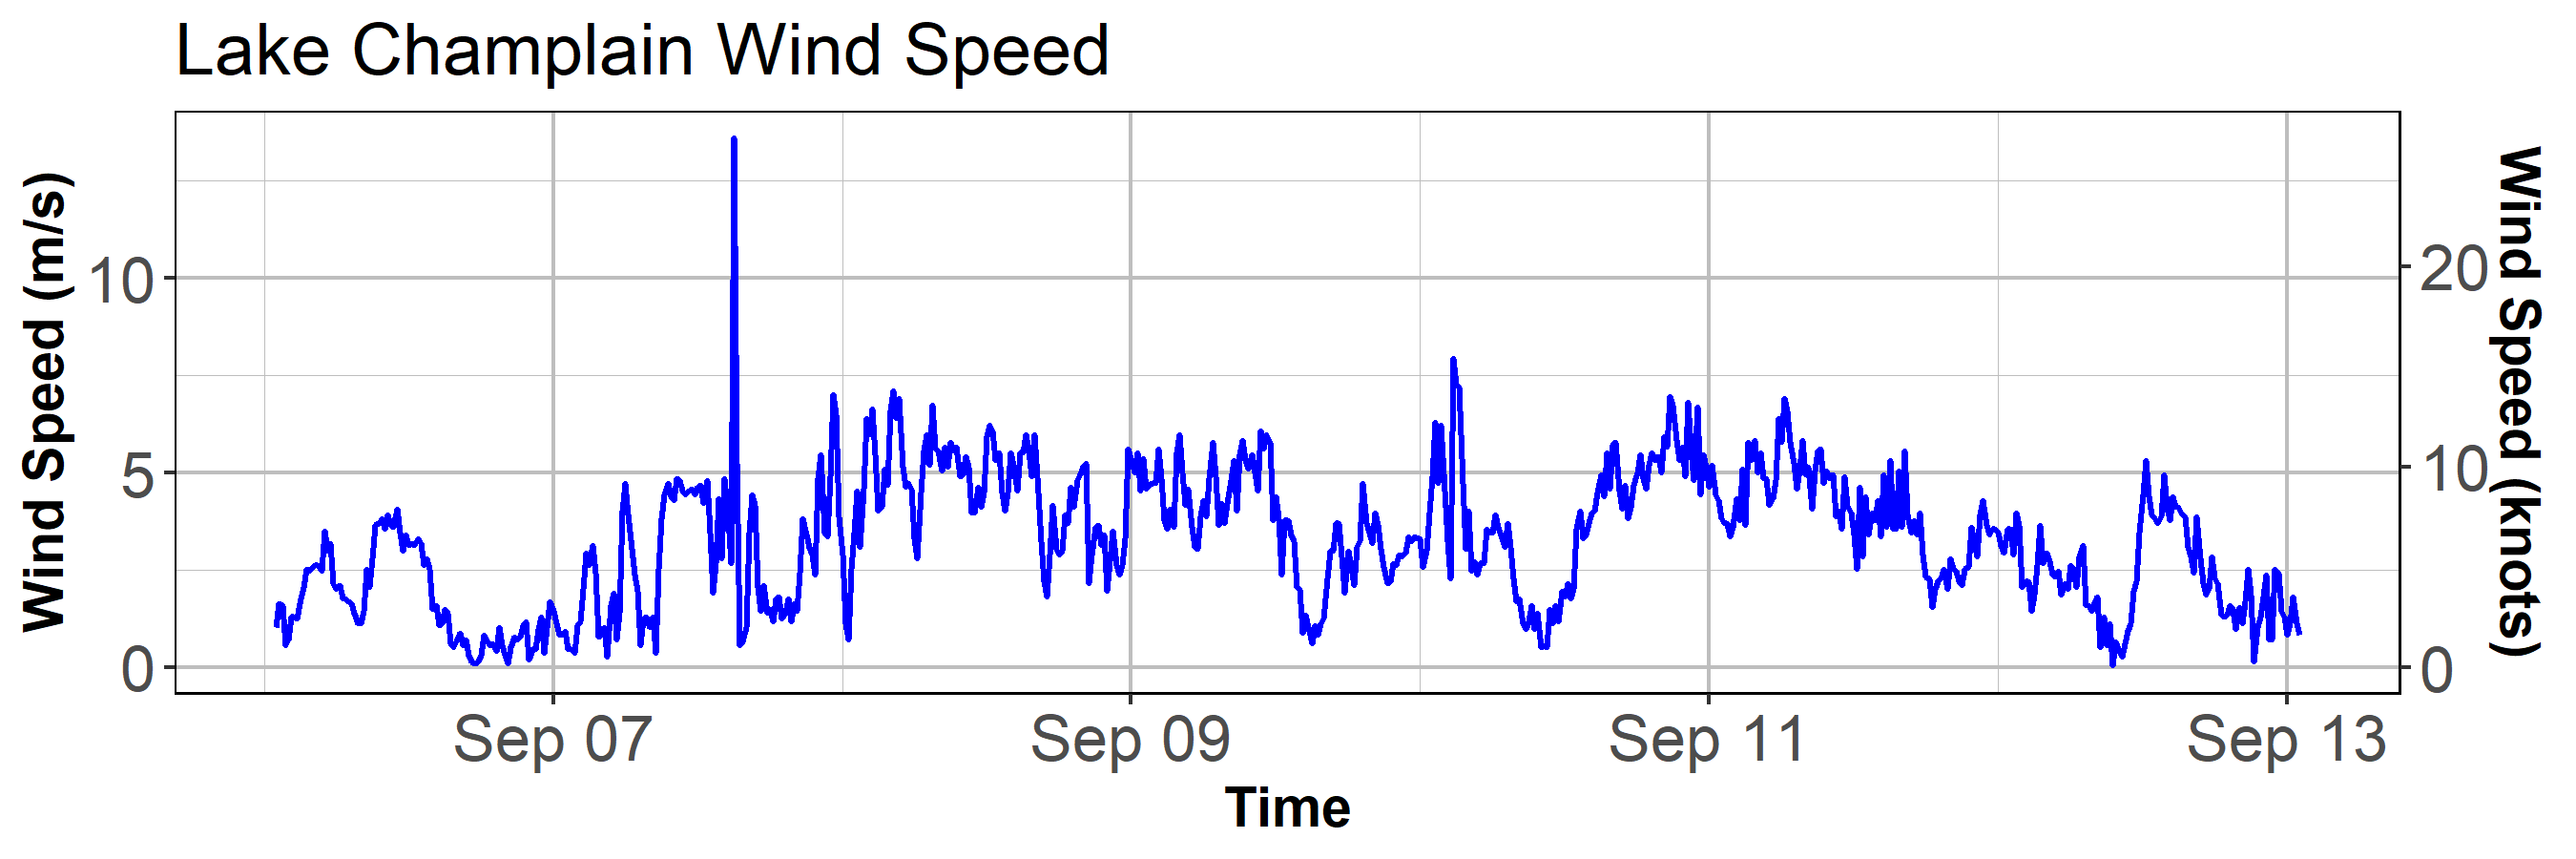 Lake Champlain Wind Speed
Wind Speed (m/s)
10
5
0
20
10
0
Wind Speed (knots)
Sep 07
Sep 09
Sep 11
Sep 13
Time